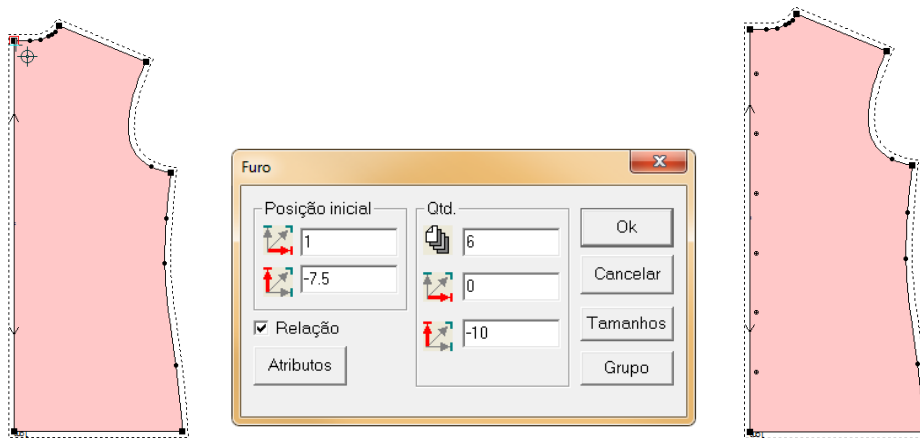 Furo
Posição inicial
1
-7.5
Relação
Atributos
Qtd.
6
0
-10
Ok
Cancelar
Tamanhos
Grupo